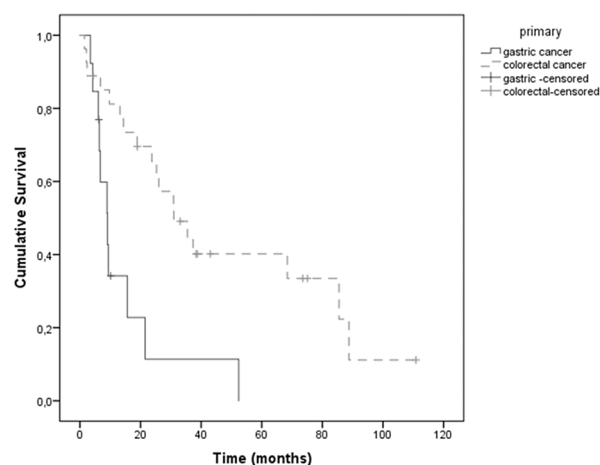 primary
gastric cancer
colorectal cancer
gastric -censored
colorectal-censored
Cumulative Survival
1,0
0,8
0,6
0,4
0,2
0,0
0 20 40 60 80 100 120
Time (months)